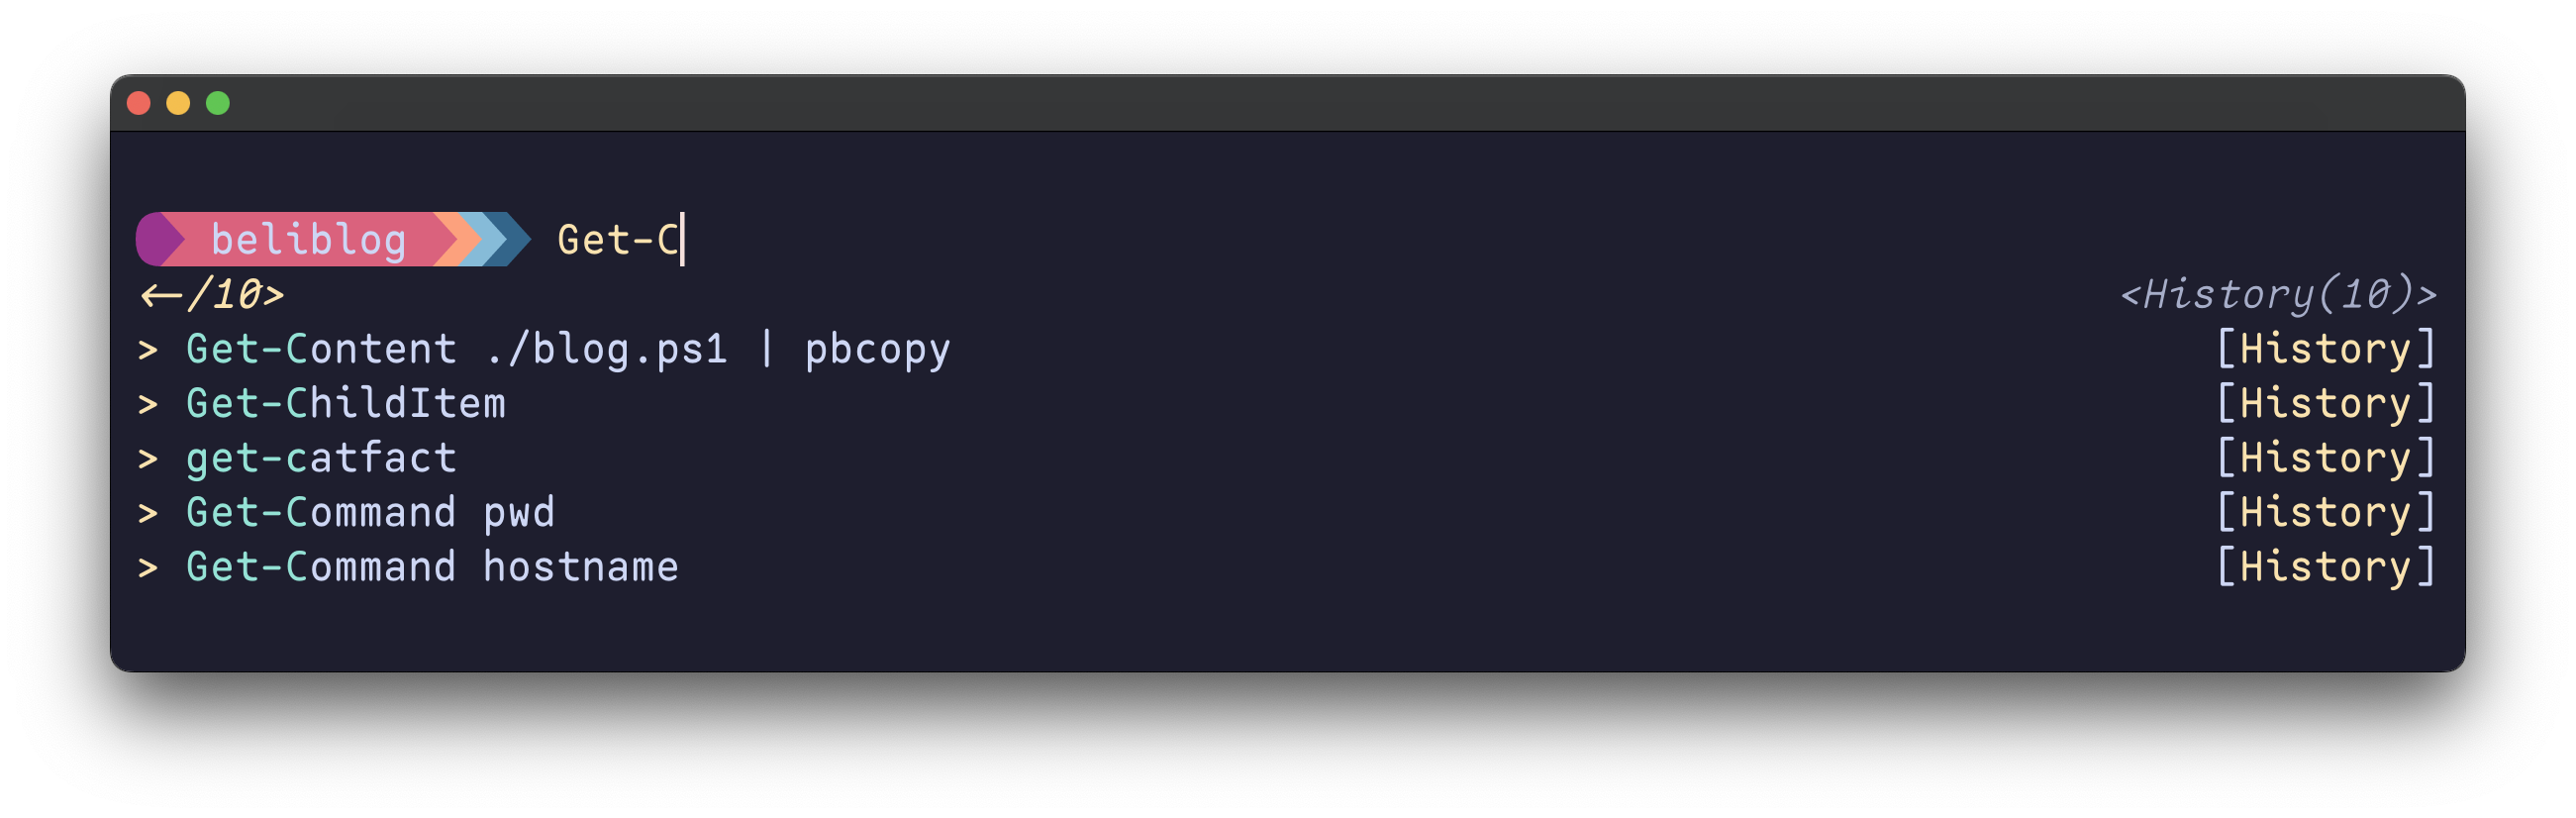 beliblog Get-C
<-/10> <History(10)>
> Get-Content ./blog.ps1 | pbcopy [History]
> Get-ChildItem [History]
> get-catfact [History]
> Get-Command pwd [History]
> Get-Command hostname [History]